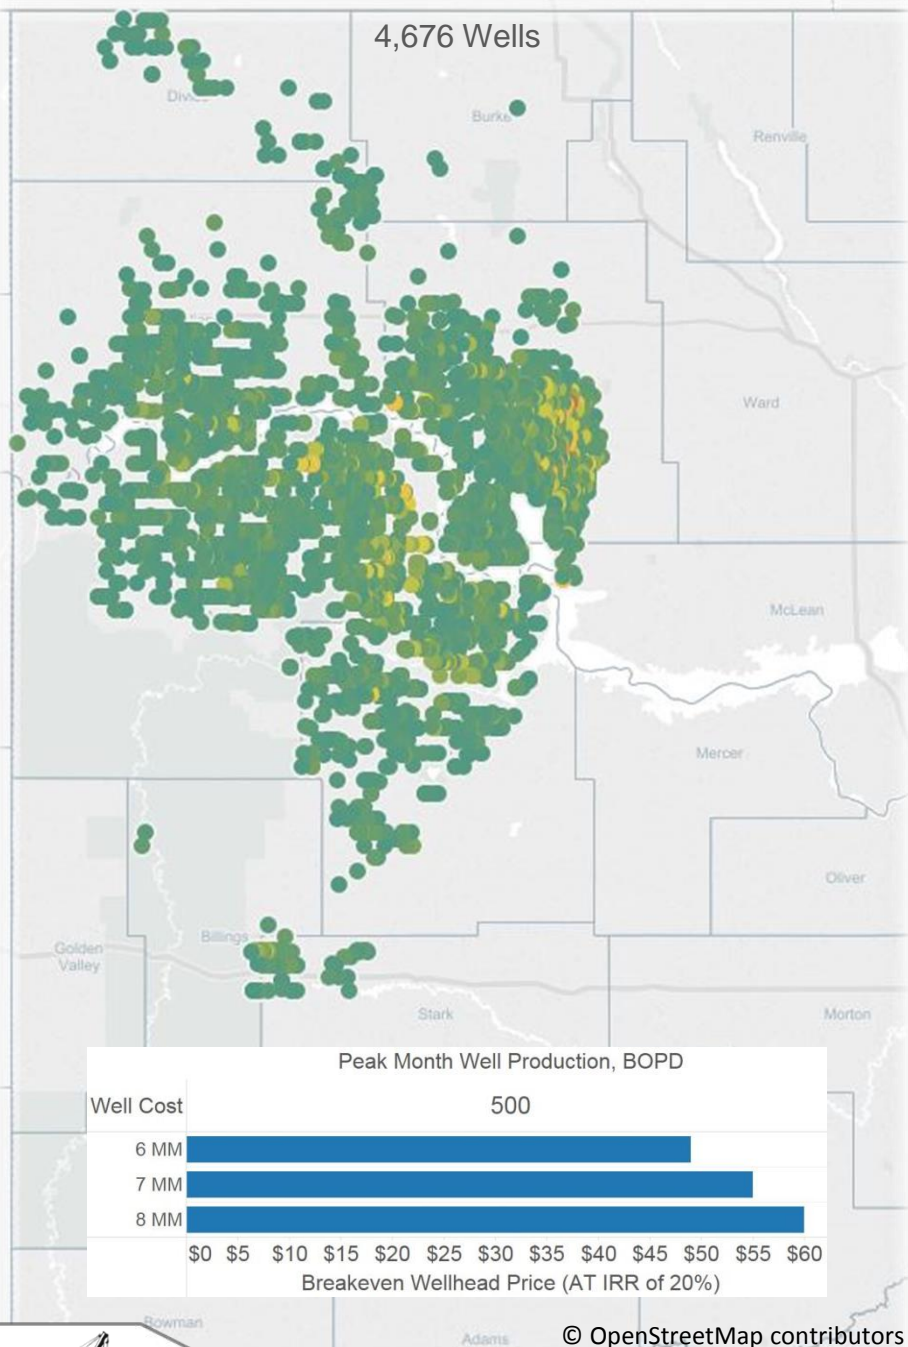 4,676 Wells
Divide
Burke
Renville
Ward
McLean
Mercer
Oliver
Golden
Valley
Billings
Stark
Morton
Peak Month Well Production, BOPD
Well Cost
500
6 MM
7 MM
8 MM
$0 $5 $10 $15 $20 $25 $30 $35 $40 $45 $50 $55 $60
Breakeven Wellhead Price (AT IRR of 20%)
Bowman
Adams
© OpenStreetMap contributors